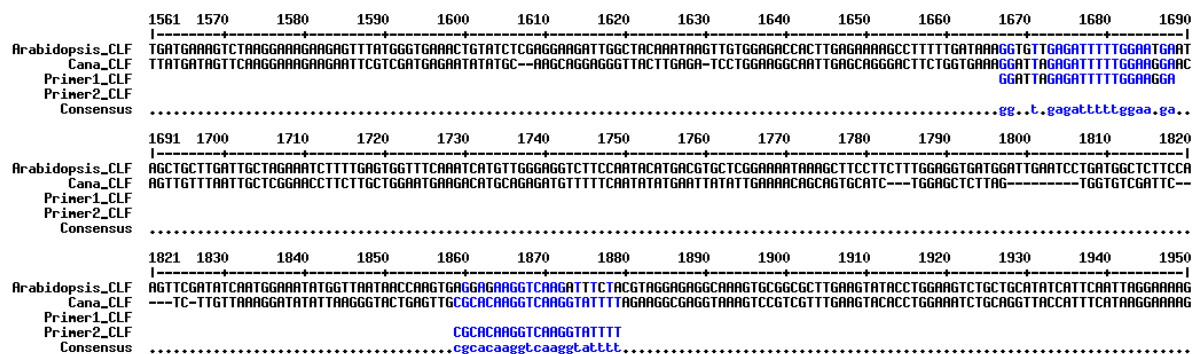 1561 1570 1580 1590 1600 1610 1620 1630 1640 1650 1660 1670 1680 1690
|---------+---------+---------+---------+---------+---------+---------+---------+---------+---------+---------+---------+---------|
Arabidopsis_CLF TGATGAAAGTCTAAGGAAAGAAGAGTTTATGGGTGAAACTGTATCTCGAGGAAGATTGGCTACAAATAAGTTGTGGAGACCACTTGAGAAAAGCCTTTTTGATAAAGGTGTTGAGATTTTTGGAATGAAT
Cana_CLF TTATGATAGTTCAAGGAAAGAAGAATTCGTCGATGAGAATATATGC--AAGCAGGAGGGTTACTTGAGA-TCCTGGAAGGCAATTGAGCAGGGACTTCTGGTGAAAGGATTAGAGATTTTTGGAAGGAAC
Primer1_CLF GGATTAGAGATTTTTGGAAGGA
Primer2_CLF
Consensus ..........................................................................................................gg..t.gagatttttggaa.ga..
1691 1700 1710 1720 1730 1740 1750 1760 1770 1780 1790 1800 1810 1820
|---------+---------+---------+---------+---------+---------+---------+---------+---------+---------+---------+---------+---------|
Arabidopsis_CLF AGCTGCTTGATTGCTAGAAATCTTTTGAGTGGTTTCAAATCATGTTGGGAGGTCTTCCAATACATGACGTGCTCGGAAAATAAAGCTTCCTTCTTTGGAGGTGATGGATTGAATCCTGATGGCTCTTCCA
Cana_CLF AGTTGTTTAATTGCTCGGAACCTTCTTGCTGGAATGAAGACATGCAGAGATGTTTTTCAATATATGAATTATATTGAAAACAGCAGTGCATC---TGGAGCTCTTAG---------TGGTGTCGATTC--
Primer1_CLF
Primer2_CLF
Consensus ..................................................................................................................................
1821 1830 1840 1850 1860 1870 1880 1890 1900 1910 1920 1930 1940 1950
|---------+---------+---------+---------+---------+---------+---------+---------+---------+---------+---------+---------+---------|
Arabidopsis_CLF AGTTCGATATCAATGGAAATATGGTTAATAACCAAGTGAGGAGAAGGTCAAGATTTCTACGTAGGAGAGGCAAAGTGCGGCGCTTGAAGTATACCTGGAAGTCTGCTGCATATCATTCAATTAGGAAAAG
Cana_CLF ---TC-TTGTTAAAGGATATATTAAGGGTACTGAGTTGCGCACAAGGTCAAGGTATTTTAGAAGGCGAGGTAAAGTCCGTCGTTTGAAGTACACCTGGAAATCTGCAGGTTACCATTTCATAAGGAAAAG
Primer1_CLF
Primer2_CLF CGCACAAGGTCAAGGTATTTT
Consensus ......................................cgcacaaggtcaaggtatttt.......................................................................